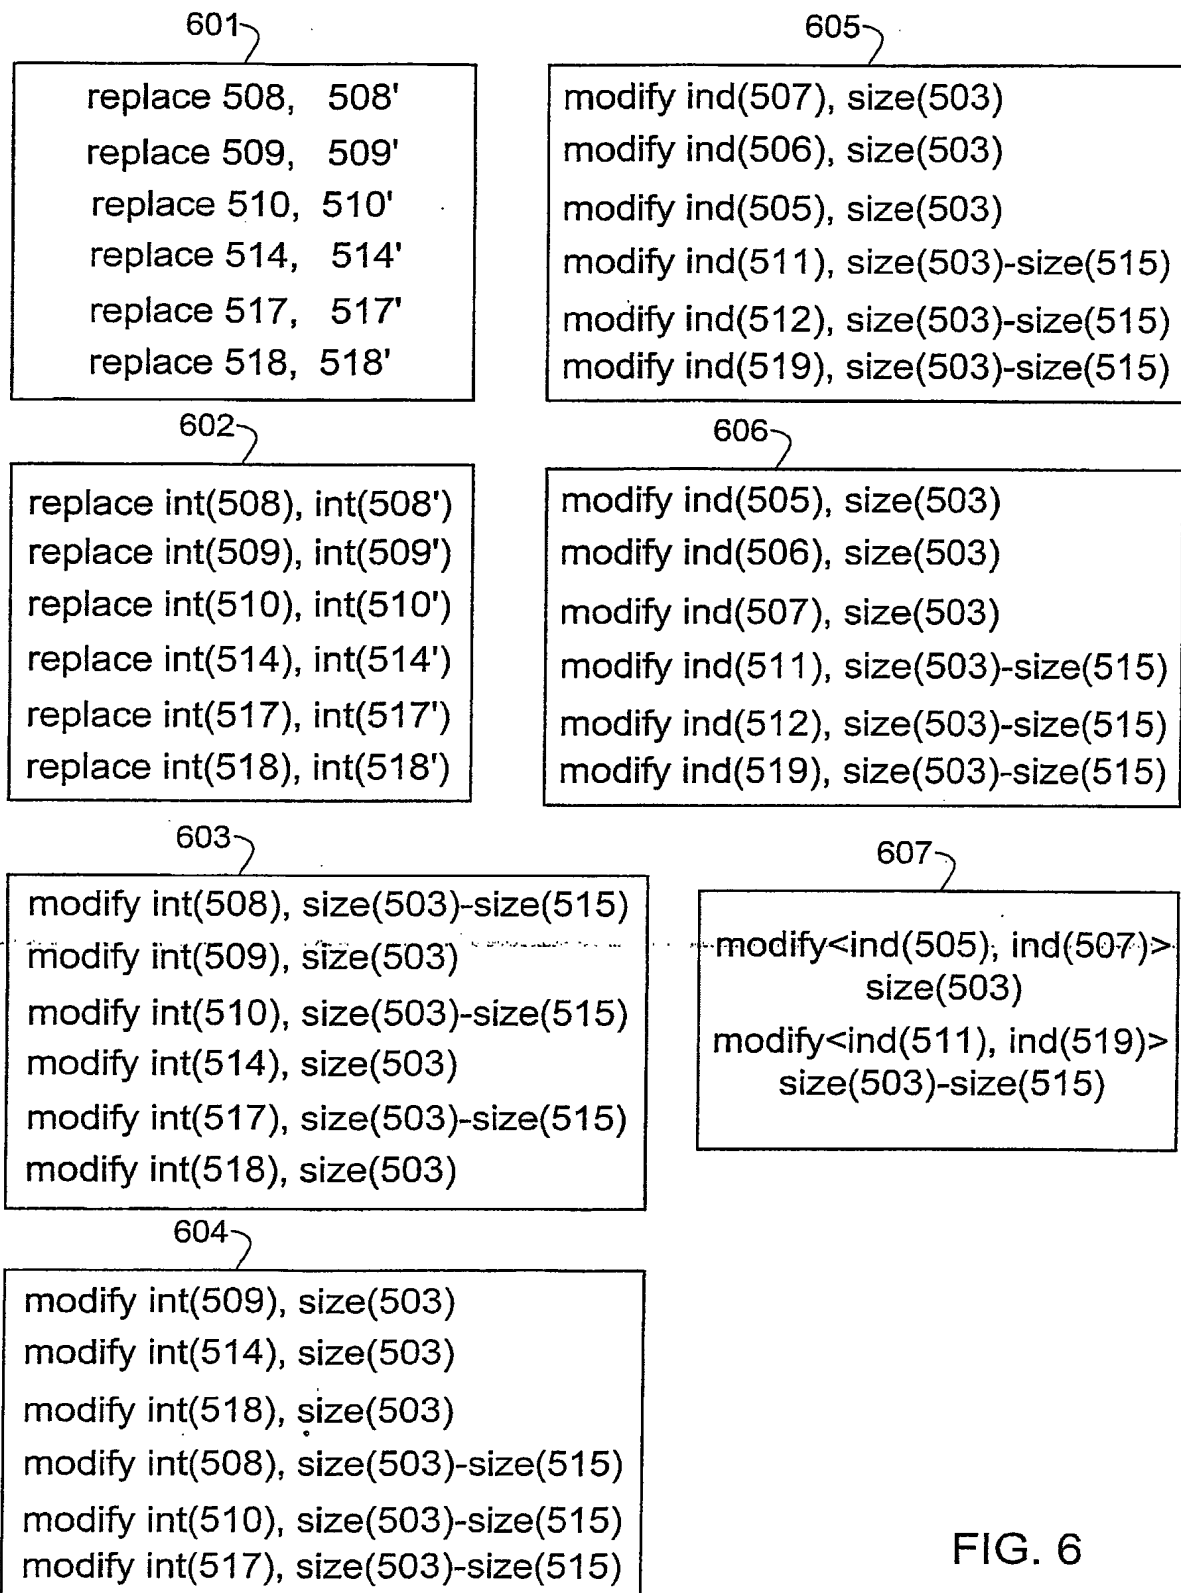 601
replace 508, 508'
replace 509, 509'
replace 510, 510'
replace 514, 514'
replace 517, 517'
replace 518, 518'
602
replace int(508), int(508')
replace int(509), int(509')
replace int(510), int(510')
replace int(514), int(514')
replace int(517), int(517')
replace int(518), int(518')
603
modify int(508), size(503)-size(515)
modify int(509), size(503)
modify int(510), size(503)-size(515)
modify int(514), size(503)
modify int(517), size(503)-size(515)
modify int(518), size(503)
604
modify int(509), size(503)
modify int(514), size(503)
modify int(518), size(503)
modify int(508), size(503)-size(515)
modify int(510), size(503)-size(515)
modify int(517), size(503)-size(515)
605
modify ind(507), size(503)
modify ind(506), size(503)
modify ind(505), size(503)
modify ind(511), size(503)-size(515)
modify ind(512), size(503)-size(515)
modify ind(519), size(503)-size(515)
606
modify ind(505), size(503)
modify ind(506), size(503)
modify ind(507), size(503)
modify ind(511), size(503)-size(515)
modify ind(512), size(503)-size(515)
modify ind(519), size(503)-size(515)
607
modify<ind(505), ind(507)>
size(503)
modify<ind(511), ind(519)>
size(503)-size(515)
FIG. 6